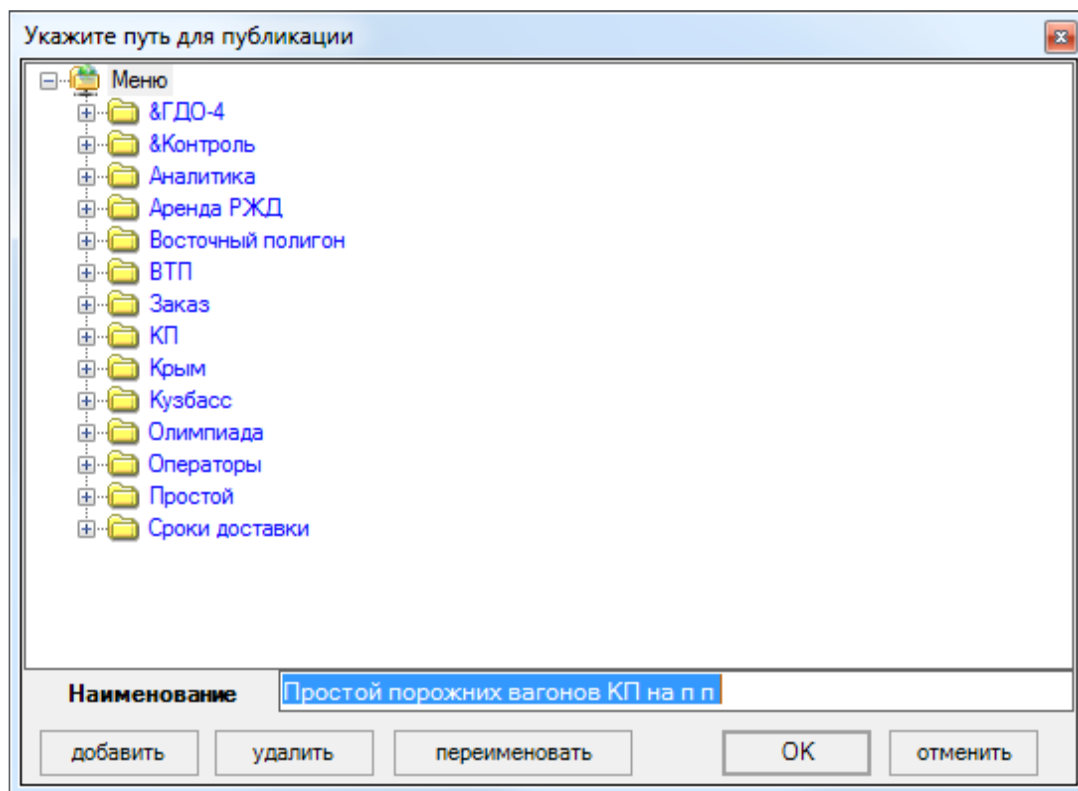 Укажите путь для публикации
Меню
&ГДО-4
&Контроль
Аналитика
Аренда РЖД
Восточный полигон
ВТП
Заказ
КП
Крым
Кузбасс
Олимпиада
Операторы
Простой
Сроки доставки
Наименование Простой порожних вагонов КП на п п
добавить удалить переименовать OK отменить